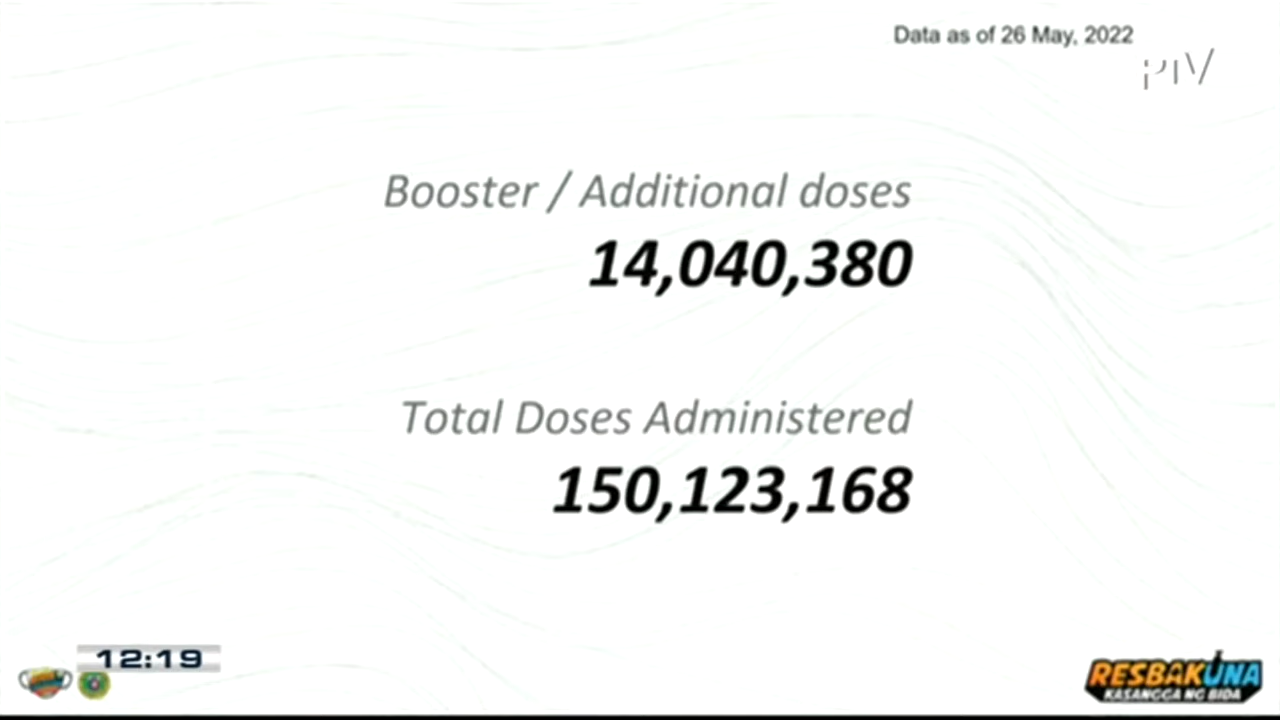 Data as of 26 May, 2022
PTV
Booster / Additional doses
14,040,380
Total Doses Administered
150,123,168
12:19
RESBAKUNA
KASANGGA NG BIDA